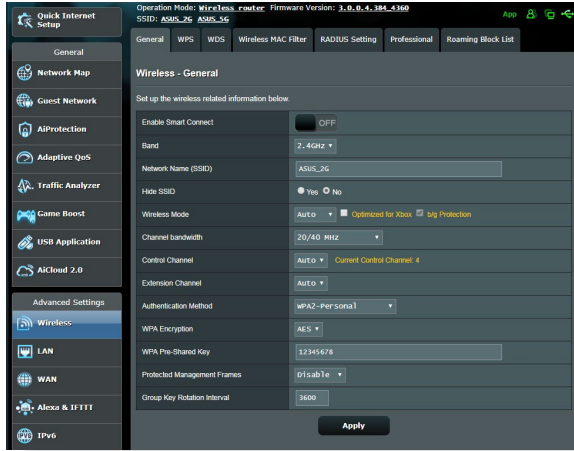 Quick Internet
Setup
General
Network Map
Guest Network
AiProtection
Adaptive QoS
Traffic Analyzer
Game Boost
USB Application
AiCloud 2.0
Advanced Settings
Wireless
LAN
WAN
Alexa & IFTTT
IPv6
Operation Mode: Wireless router Firmware Version: 3.0.0.4.384_4360
SSID: ASUS_2G ASUS_5G
App
General WPS WDS Wireless MAC Filter RADIUS Setting Professional Roaming Block List
Wireless - General
Set up the wireless related information below.
Enable Smart Connect OFF
Band 2.4GHz
Network Name (SSID) ASUS_2G
Hide SSID Yes No
Wireless Mode Auto Optimized for Xbox b/g Protection
Channel bandwidth 20/40 MHz
Control Channel Auto Current Control Channel: 4
Extension Channel Auto
Authentication Method WPA2-Personal
WPA Encryption AES
WPA Pre-Shared Key 12345678
Protected Management Frames Disable
Group Key Rotation Interval 3600
Apply